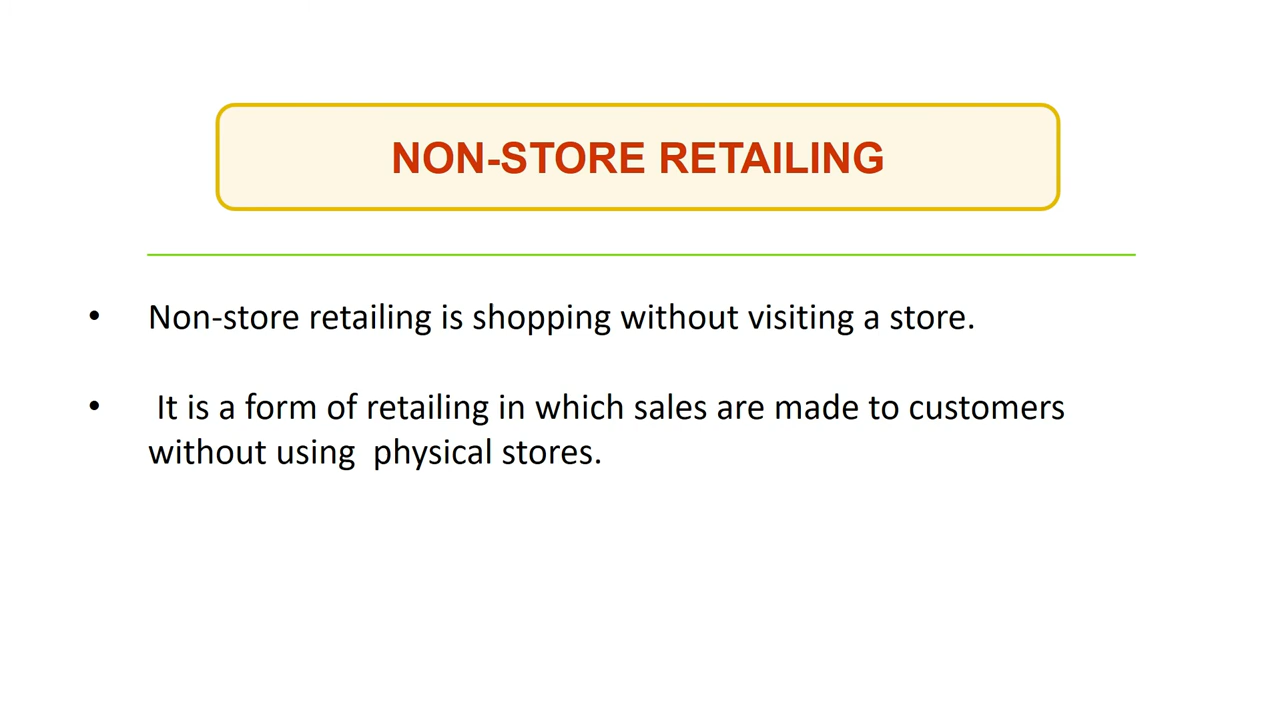 NON-STORE RETAILING
• Non-store retailing is shopping without visiting a store.
• It is a form of retailing in which sales are made to customers
without using  physical stores.